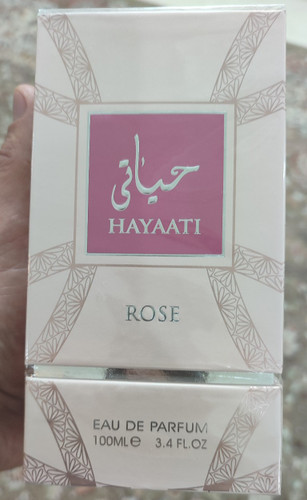 حياتي
HAYAATI
ROSE
EAU DE PARFUM
100ML℮ 3.4 FL.OZ